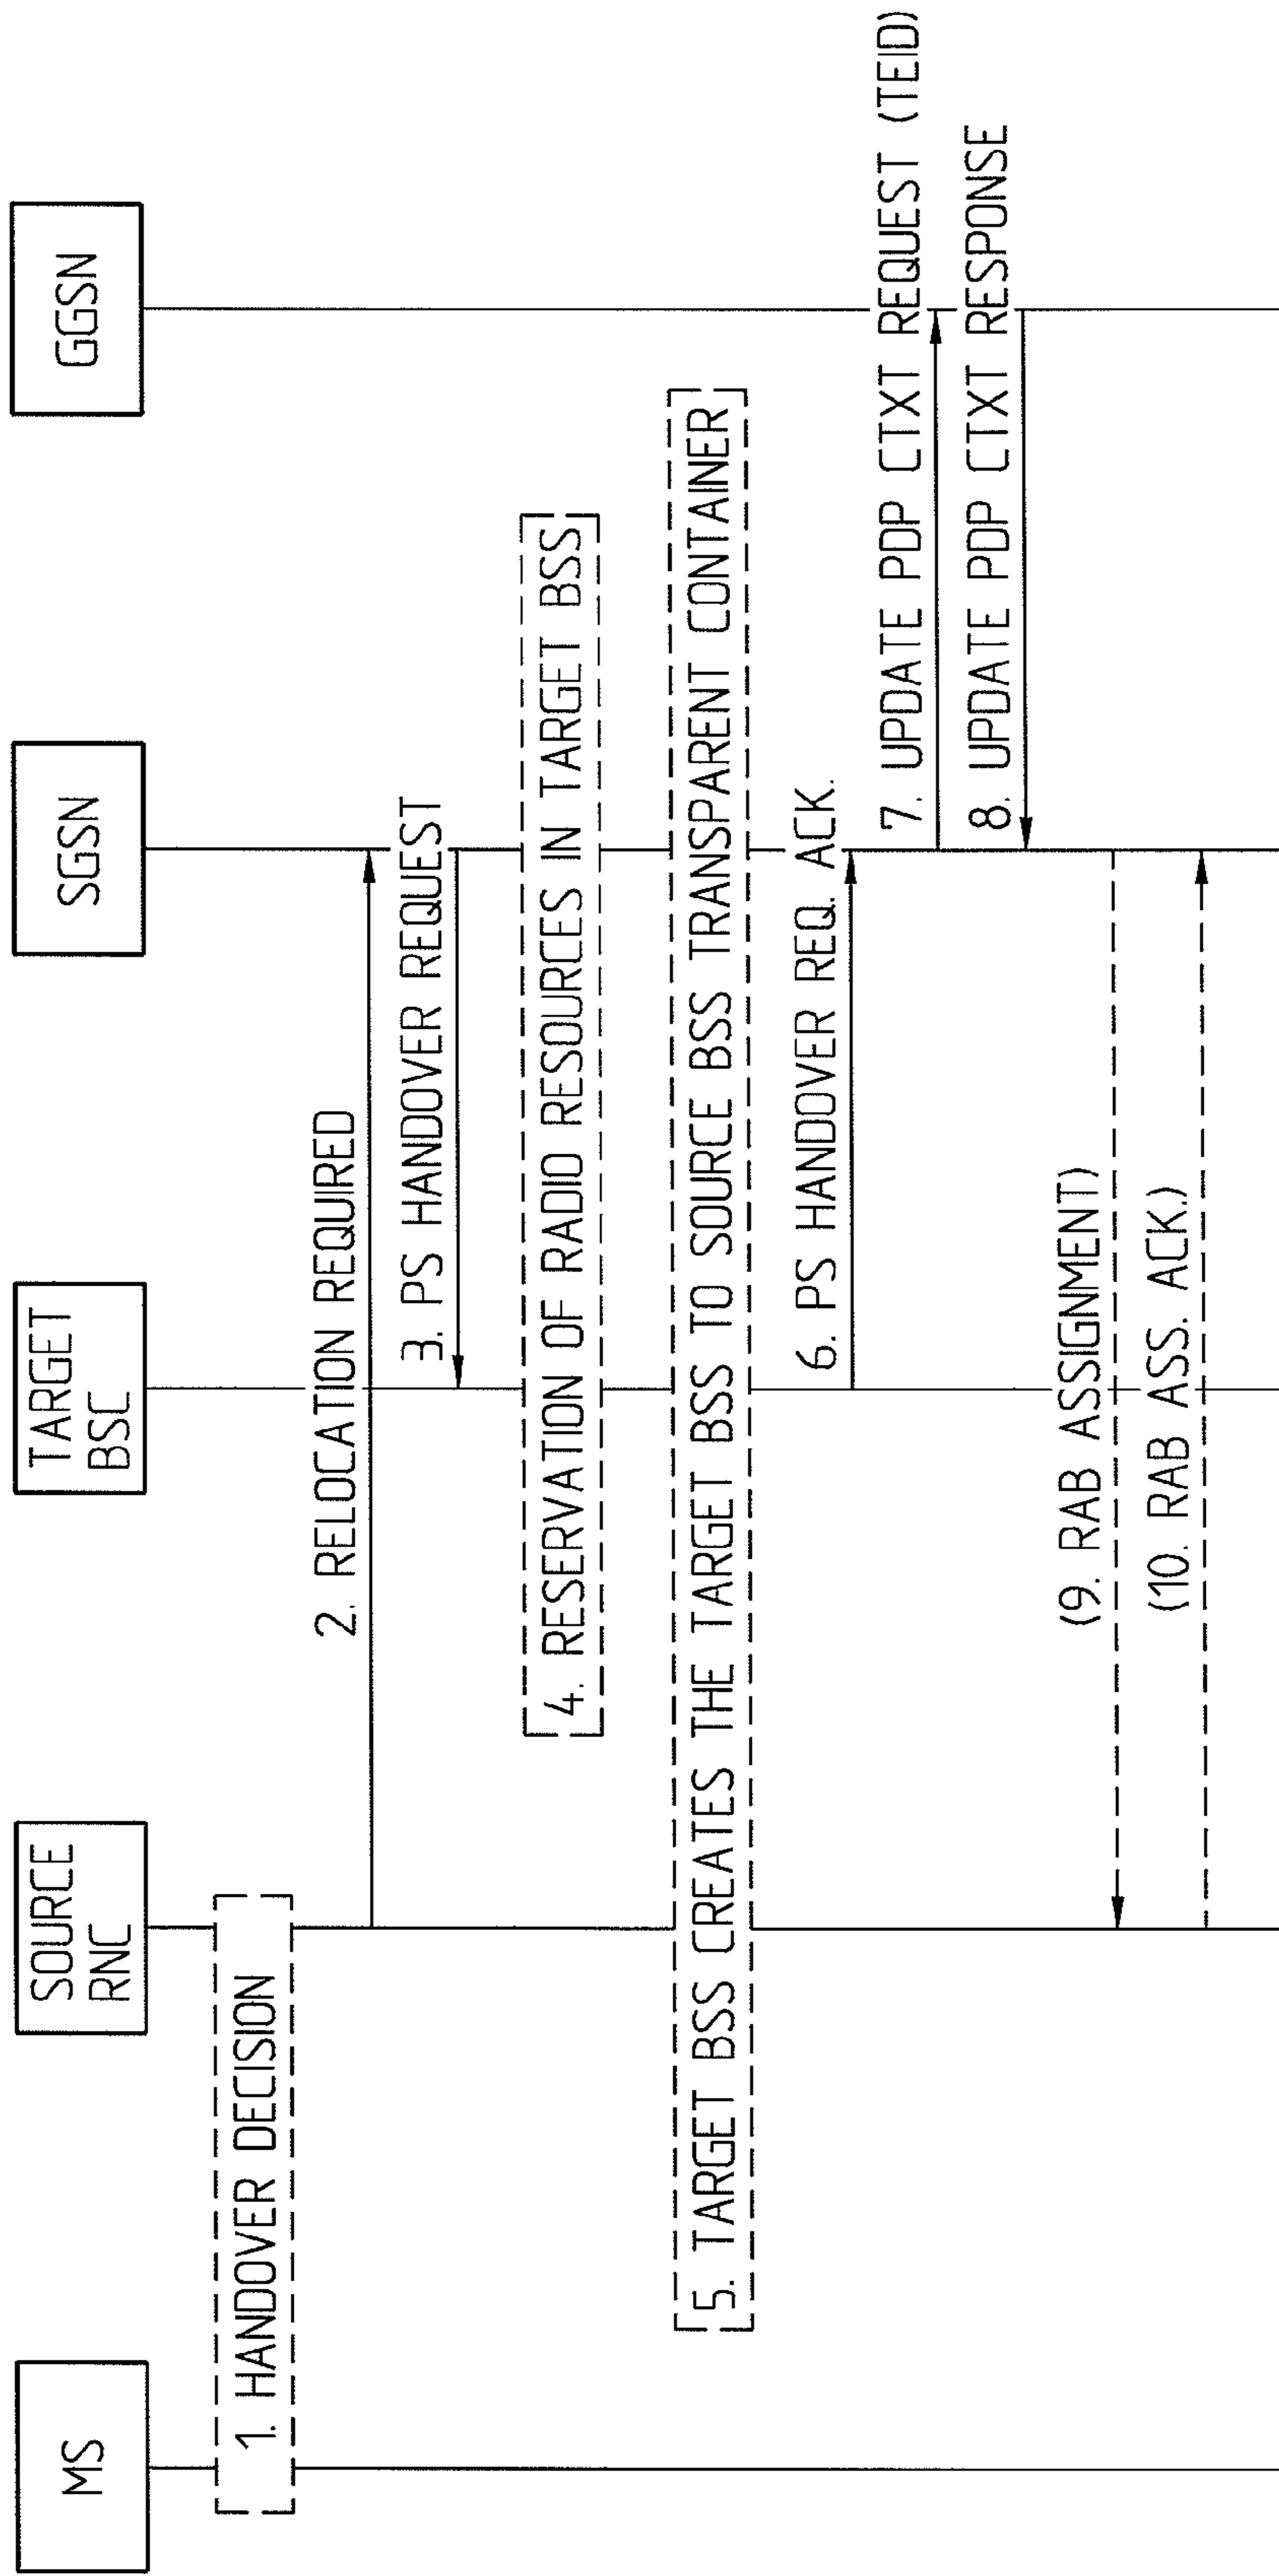 MS
SOURCE
RNC
TARGET
BSC
SGSN
GGSN
1. HANDOVER DECISION
2. RELOCATION REQUIRED
3. PS HANDOVER REQUEST
4. RESERVATION OF RADIO RESOURCES IN TARGET BSS
5. TARGET BSS CREATES THE TARGET BSS TO SOURCE BSS TRANSPARENT CONTAINER
6. PS HANDOVER REQ. ACK.
7. UPDATE PDP CTXT REQUEST (TEID)
8. UPDATE PDP CTXT RESPONSE
(9. RAB ASSIGNMENT)
(10. RAB ASS. ACK.)